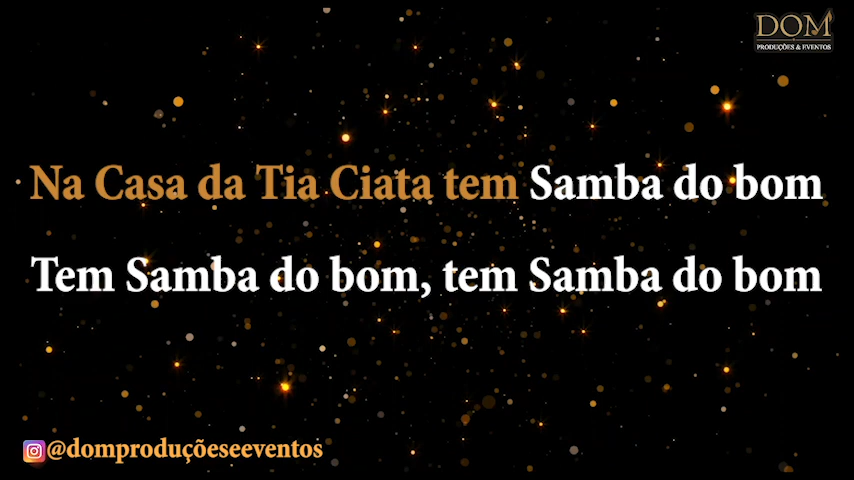 DOM
PRODUÇÕES & EVENTOS
Na Casa da Tia Ciata tem Samba do bom
Tem Samba do bom, tem Samba do bom
@domproduçõeseeventos